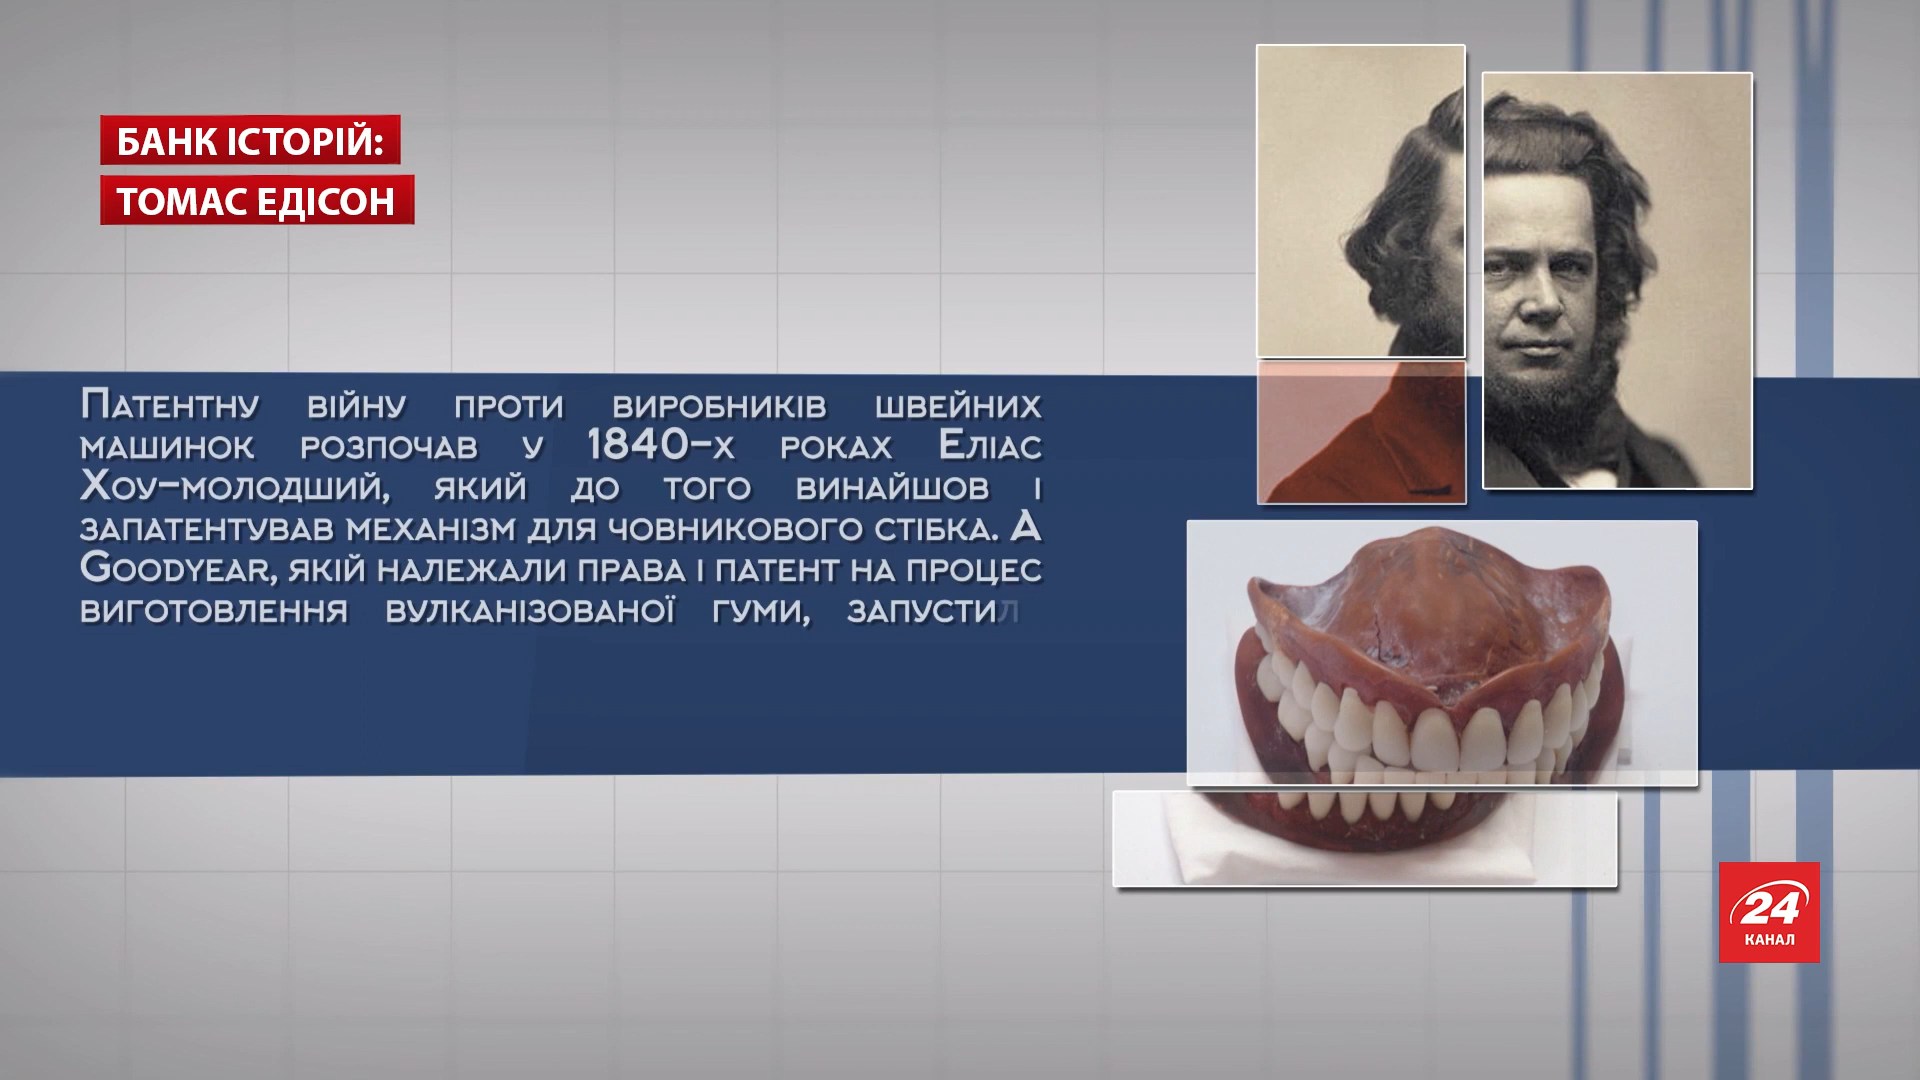 БАНК ІСТОРІЙ:
ТОМАС ЕДІСОН
Патентну війну проти виробників швейних
машинок розпочав у 1840-х роках Еліас
Хоу-молодший, який до того винайшов і
запатентував механізм для човникового стібка. А
Goodyear, якій належали права і патент на процес
виготовлення вулканізованої гуми, запустил
24
КАНАЛ